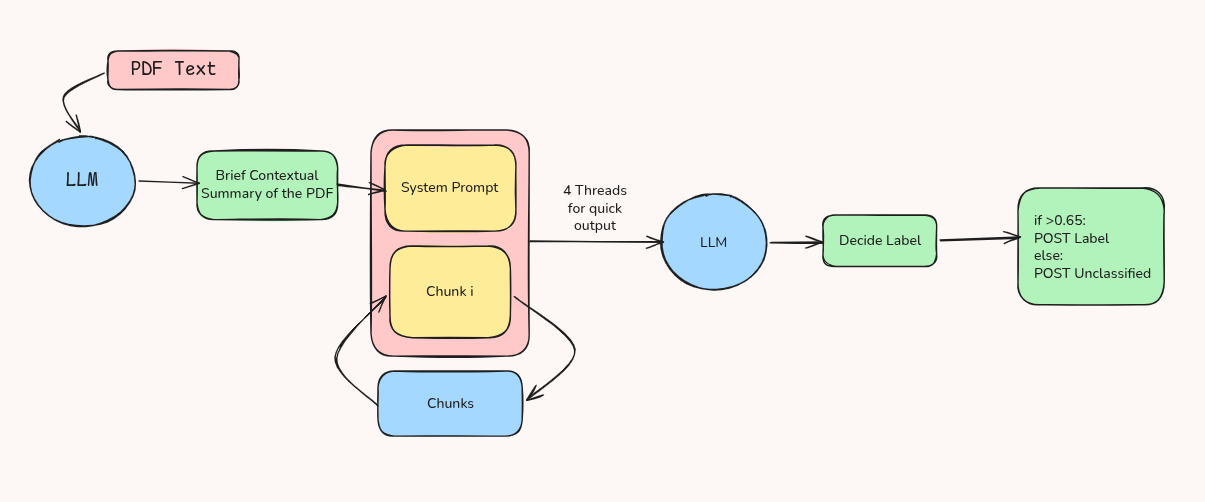 PDF Text
LLM
Brief Contextual
Summary of the PDF
System Prompt
Chunk i
Chunks
4 Threads
for quick
output
LLM
Decide Label
if >0.65:
POST Label
else:
POST Unclassified